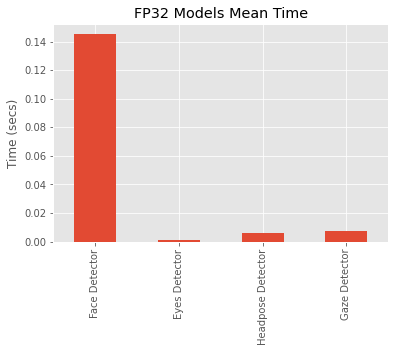 FP32 Models Mean Time
Time (secs)
0.14
0.12
0.10
0.08
0.06
0.04
0.02
0.00
Face Detector
Eyes Detector
Headpose Detector
Gaze Detector